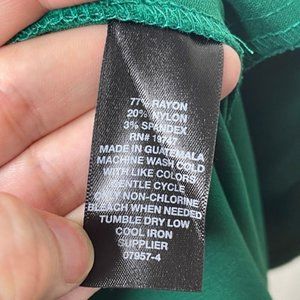 77% RAYON
20% NYLON
3% SPANDEX
RN#
MADE IN GUATEMALA
MACHINE WASH COLD
WITH LIKE COLORS
GENTLE CYCLE
ONLY NON-CHLORINE
BLEACH WHEN NEEDED
TUMBLE DRY LOW
COOL IRON
SUPPLIER
07957-4